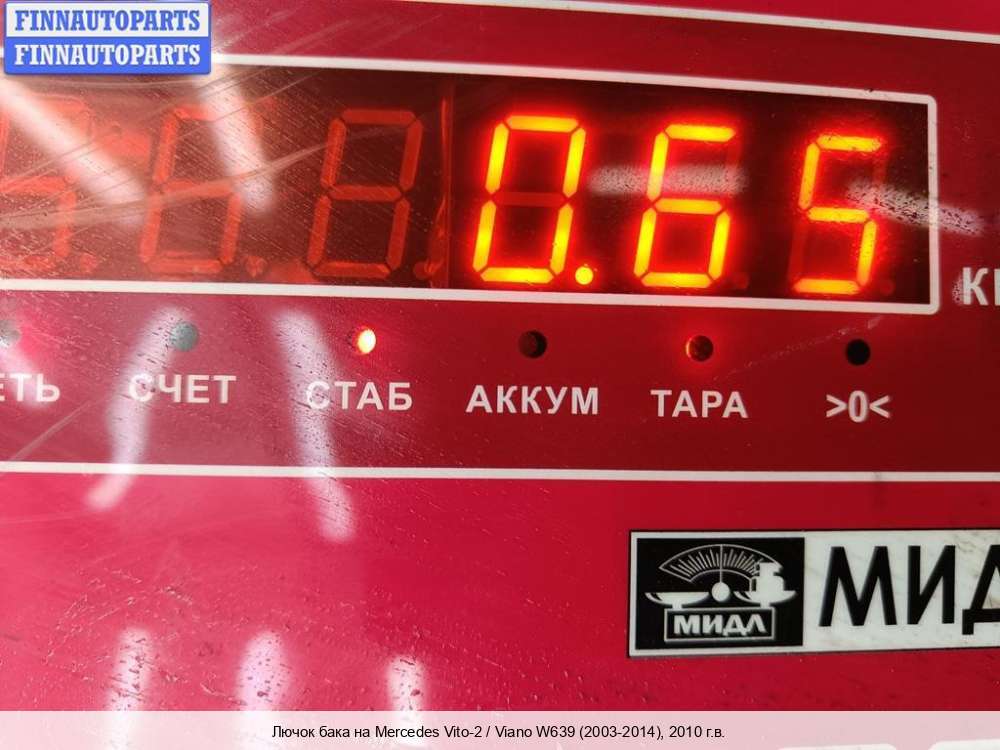 FINNAUTOPARTS
FINNAUTOPARTS
0.65
СЧЕТ СТАБ АККУМ ТАРА >0<
МИДЛ
Лючок бака на Mercedes Vito-2 / Viano W639 (2003-2014), 2010 г.в.